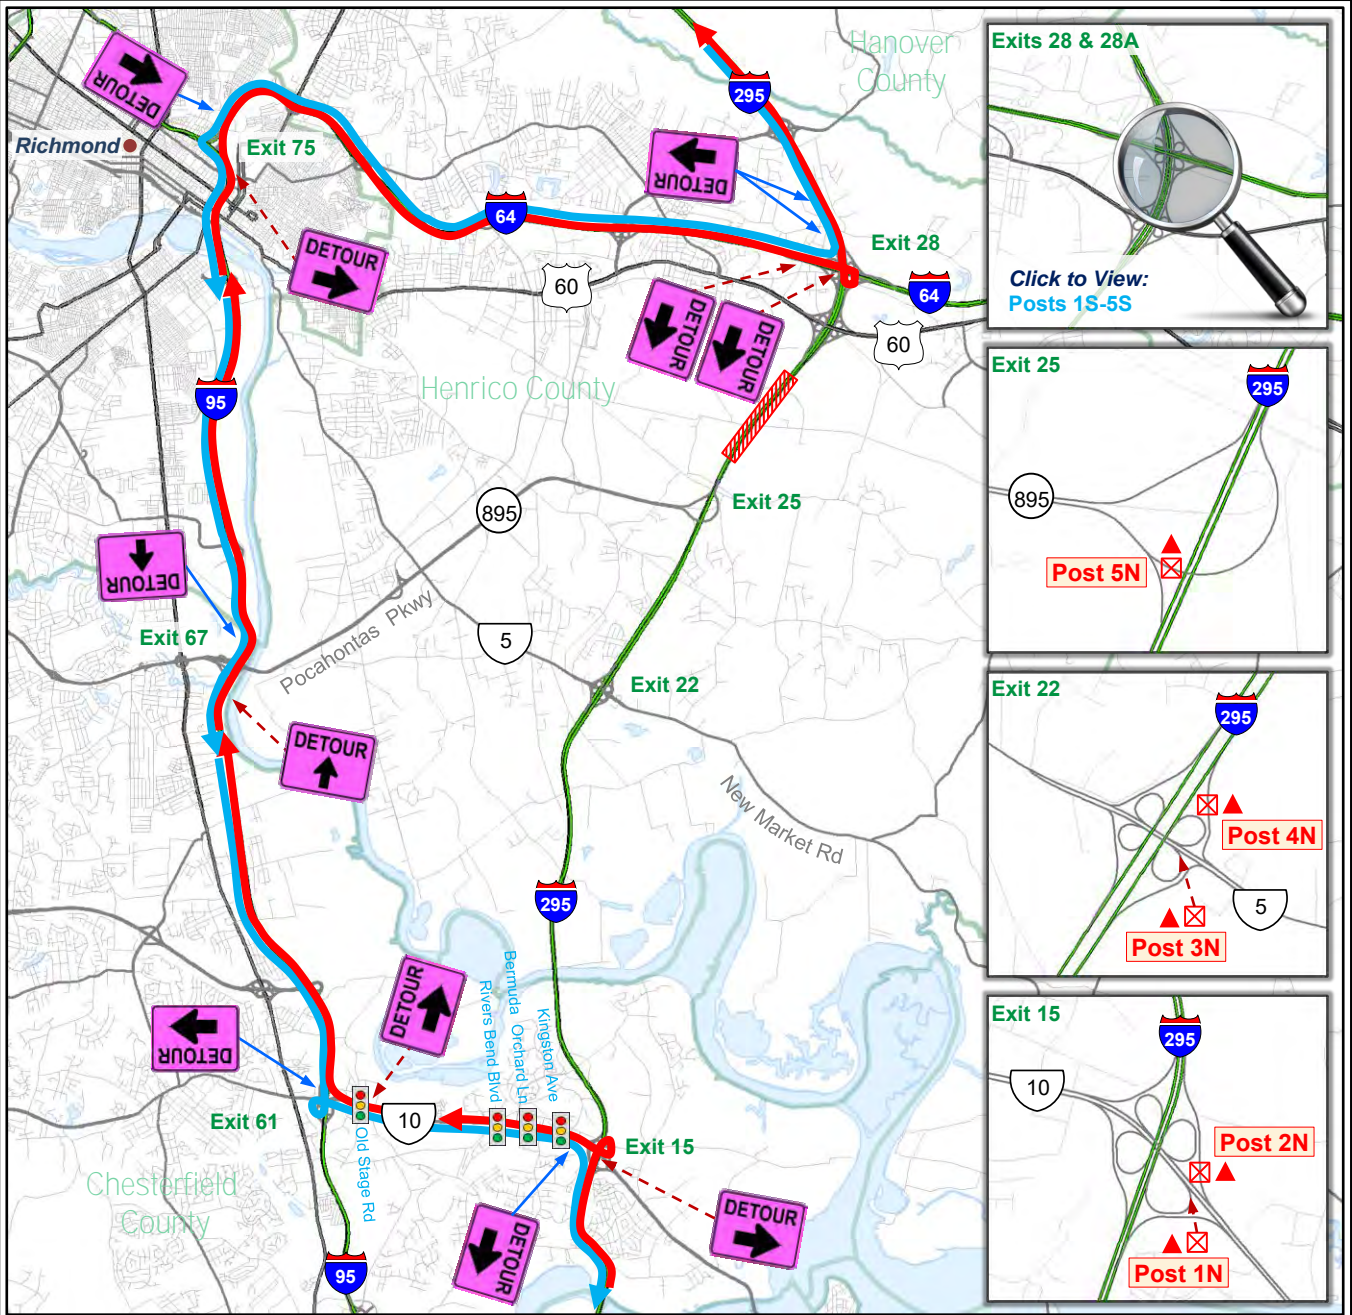 Hanover
County
DETOUR
295
Richmond
Exit 75
DETOUR
64
DETOUR
Exit 28
60
64
DETOUR
DETOUR
60
Henrico County
95
Exit 25
895
DETOUR
Exit 67
Pocahontas Pkwy
5
Exit 22
DETOUR
New Market Rd
295
DETOUR
Rivers Bend Blvd
Bermuda Orchard Ln
Kingston Ave
DETOUR
Exit 61
10
Old Stage Rd
Exit 15
Chesterfield
County
DETOUR
DETOUR
95
Exits 28 & 28A
Click to View:
Posts 1S-5S
Exit 25
295
895
Post 5N
Exit 22
295
Post 4N
5
Post 3N
Exit 15
295
10
Post 2N
Post 1N